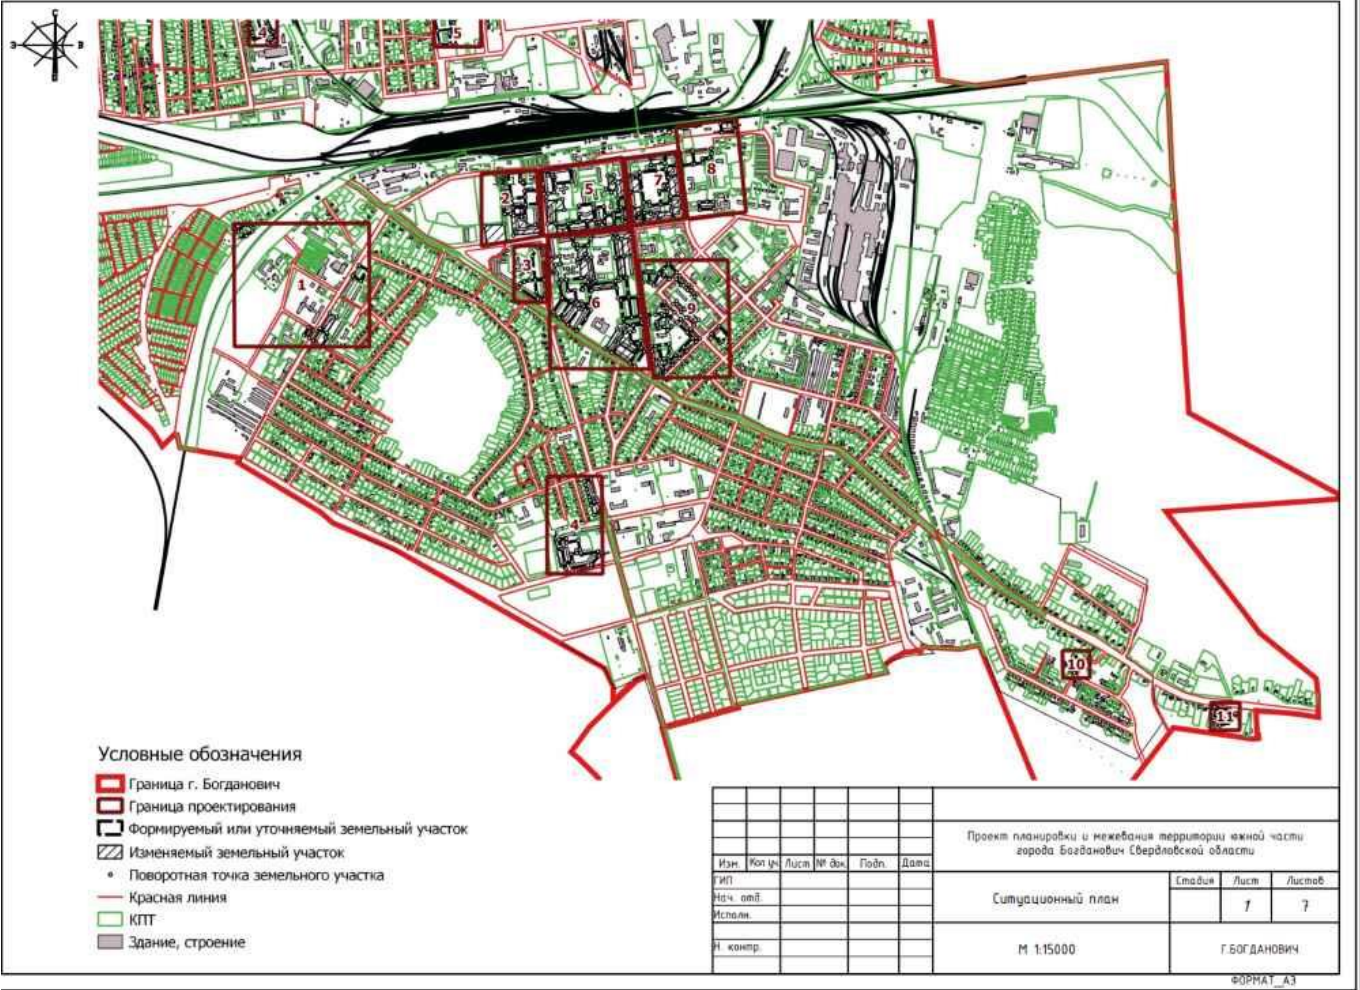 С
З
В
4
5
2
5
7
8
1
3
6
9
4
10
11
Условные обозначения
Граница г. Богданович
Граница проектирования
Формируемый или уточняемый земельный участок
Изменяемый земельный участок
Поворотная точка земельного участка
Красная линия
КПТ
Здание, строение
Проект планировки и межевания территории южной части
города Богданович Свердловской области
Изм. Кол уч Лист № док. Подп. Дата
ГИП
Нач. отд.
Исполн.
Н. контр.
Ситуационный план
Стадия Лист Листов
1 7
М 1:15000
Г.БОГДАНОВИЧ
ФОРМАТ_А3